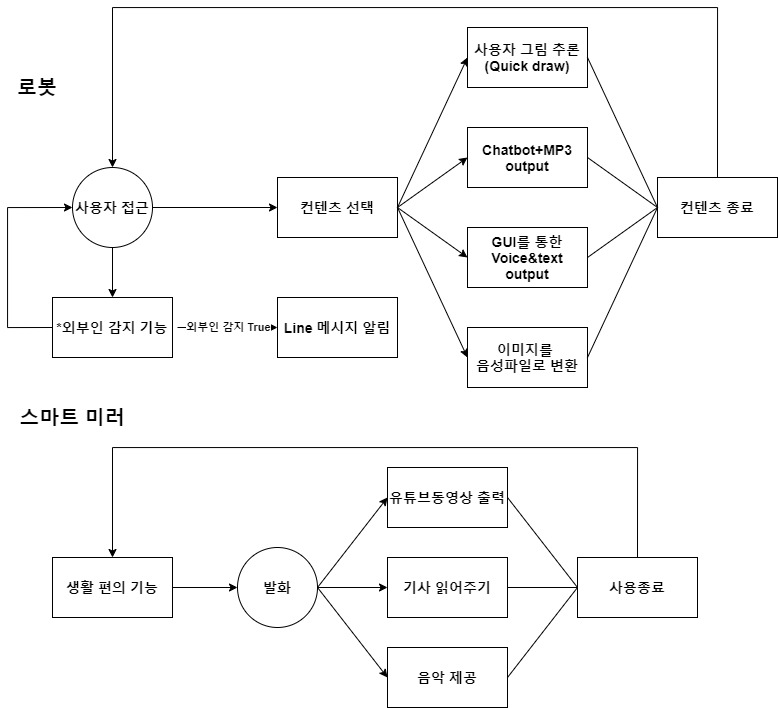 로봇
사용자 그림 추론
(Quick draw)
Chatbot+MP3
output
사용자 접근
컨텐츠 선택
컨텐츠 종료
GUI를 통한
Voice&text
output
*외부인 감지 기능
외부인 감지 True
Line 메시지 알림
이미지를
음성파일로 변환
스마트 미러
유튜브동영상 출력
생활 편의 기능
발화
기사 읽어주기
사용종료
음악 제공